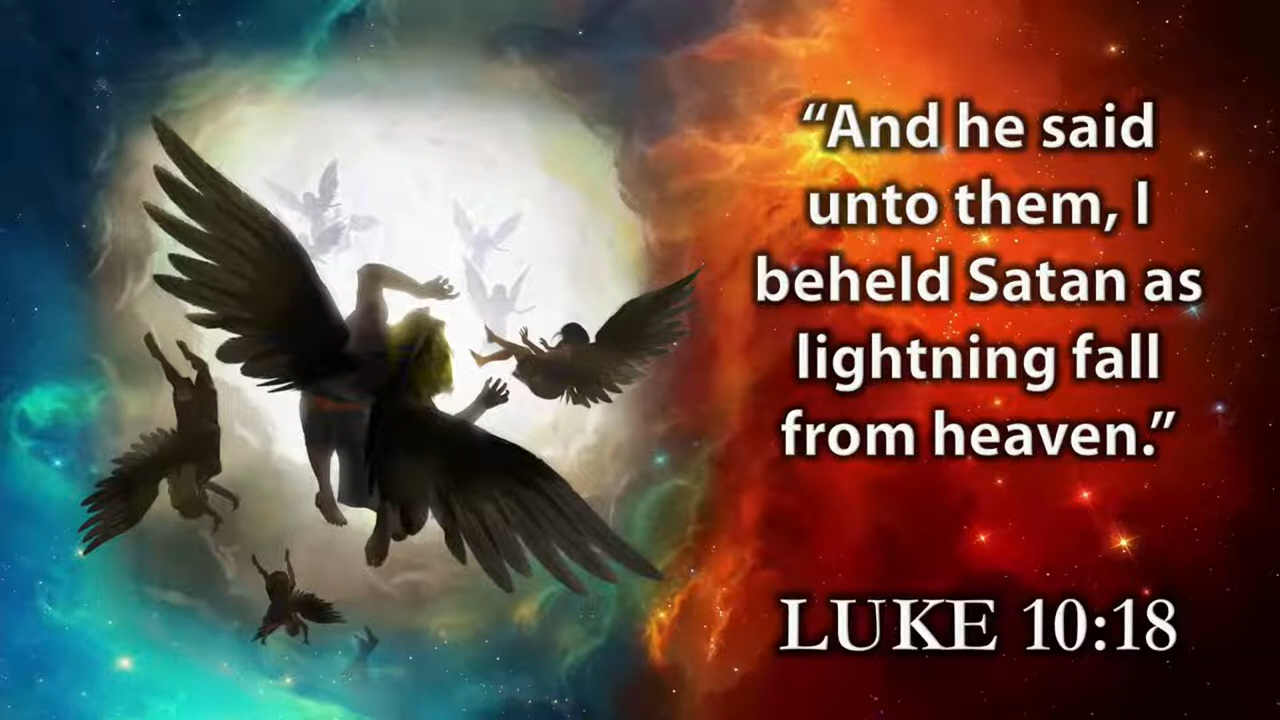 “And he said
unto them, I
beheld Satan as
lightning fall
from heaven.”
LUKE 10:18